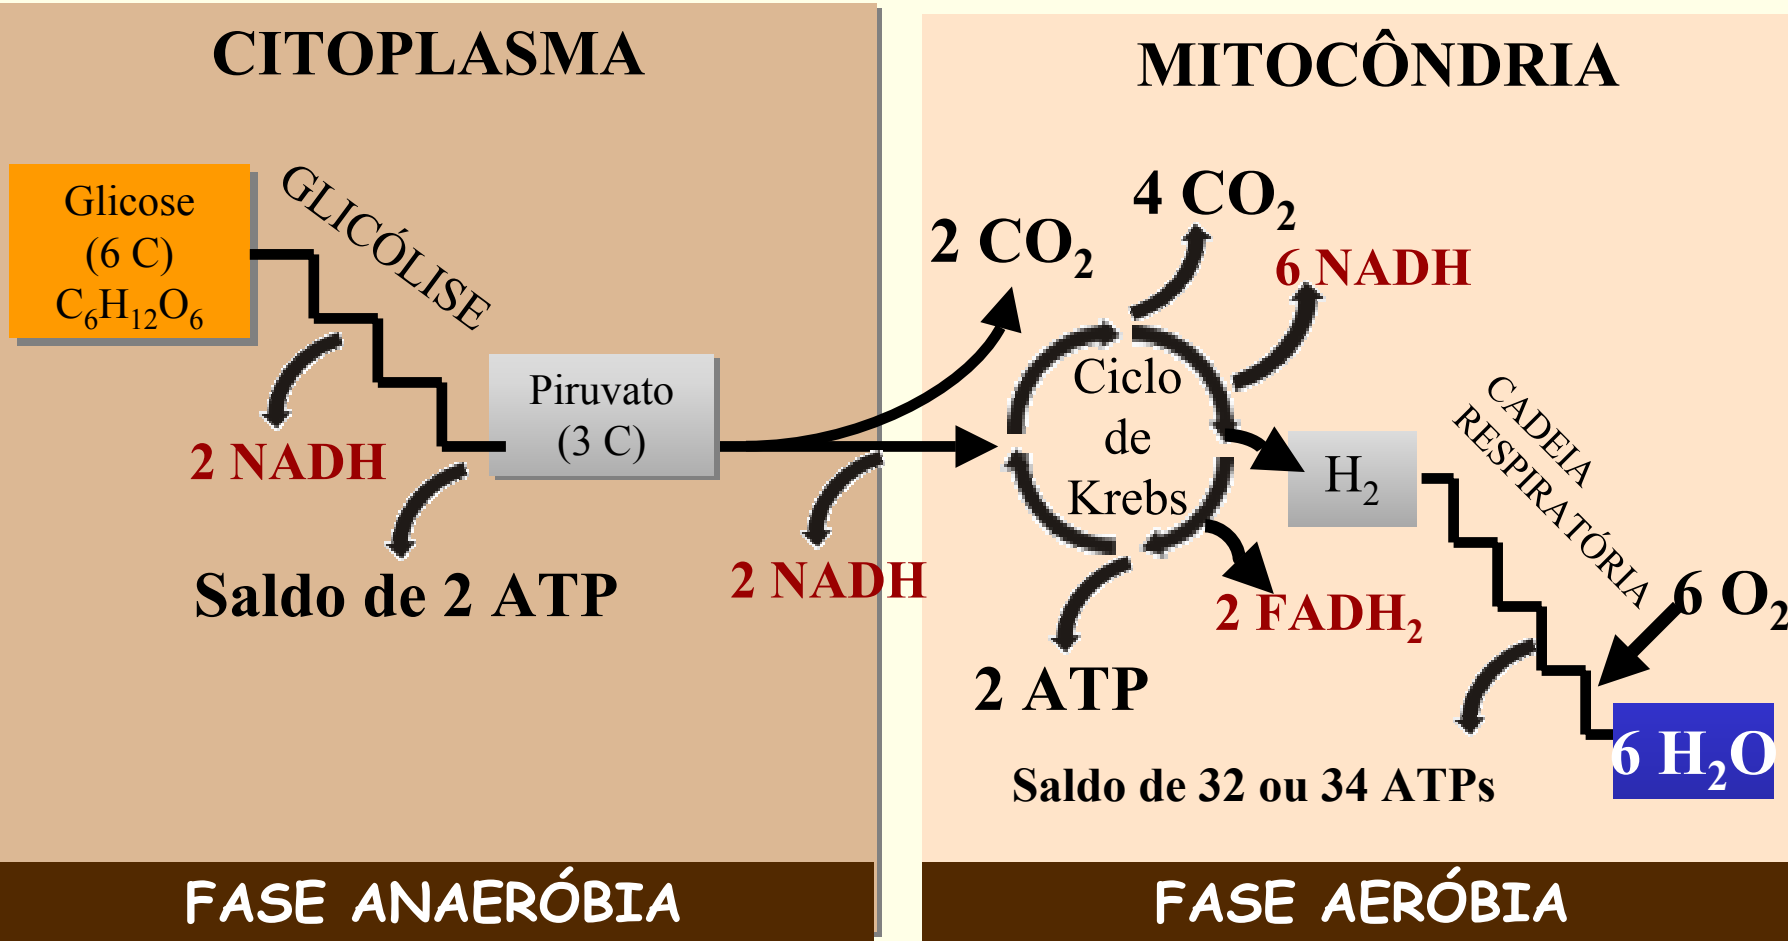 CITOPLASMA
Glicose
(6 C)
C₆H₁₂O₆
GLICÓLISE
2 NADH
Piruvato
(3 C)
Saldo de 2 ATP
2 NADH
FASE ANAERÓBIA
MITOCÔNDRIA
2 CO₂
4 CO₂
6 NADH
Ciclo
de
Krebs
H₂
CADEIA
RESPIRATÓRIA
6 O₂
2 FADH₂
2 ATP
6 H₂O
Saldo de 32 ou 34 ATPs
FASE AERÓBIA